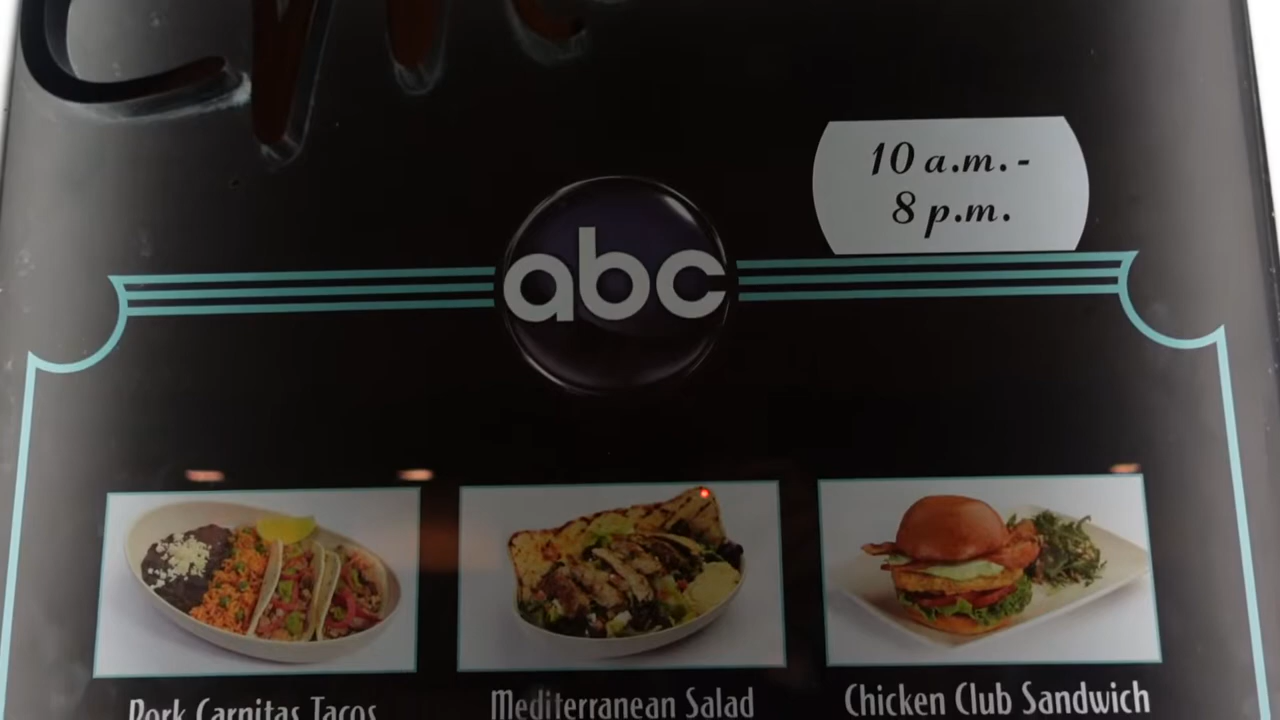 10 a.m. -
8 p.m.
abc
Pork Carnitas Tacos
Mediterranean Salad
Chicken Club Sandwich